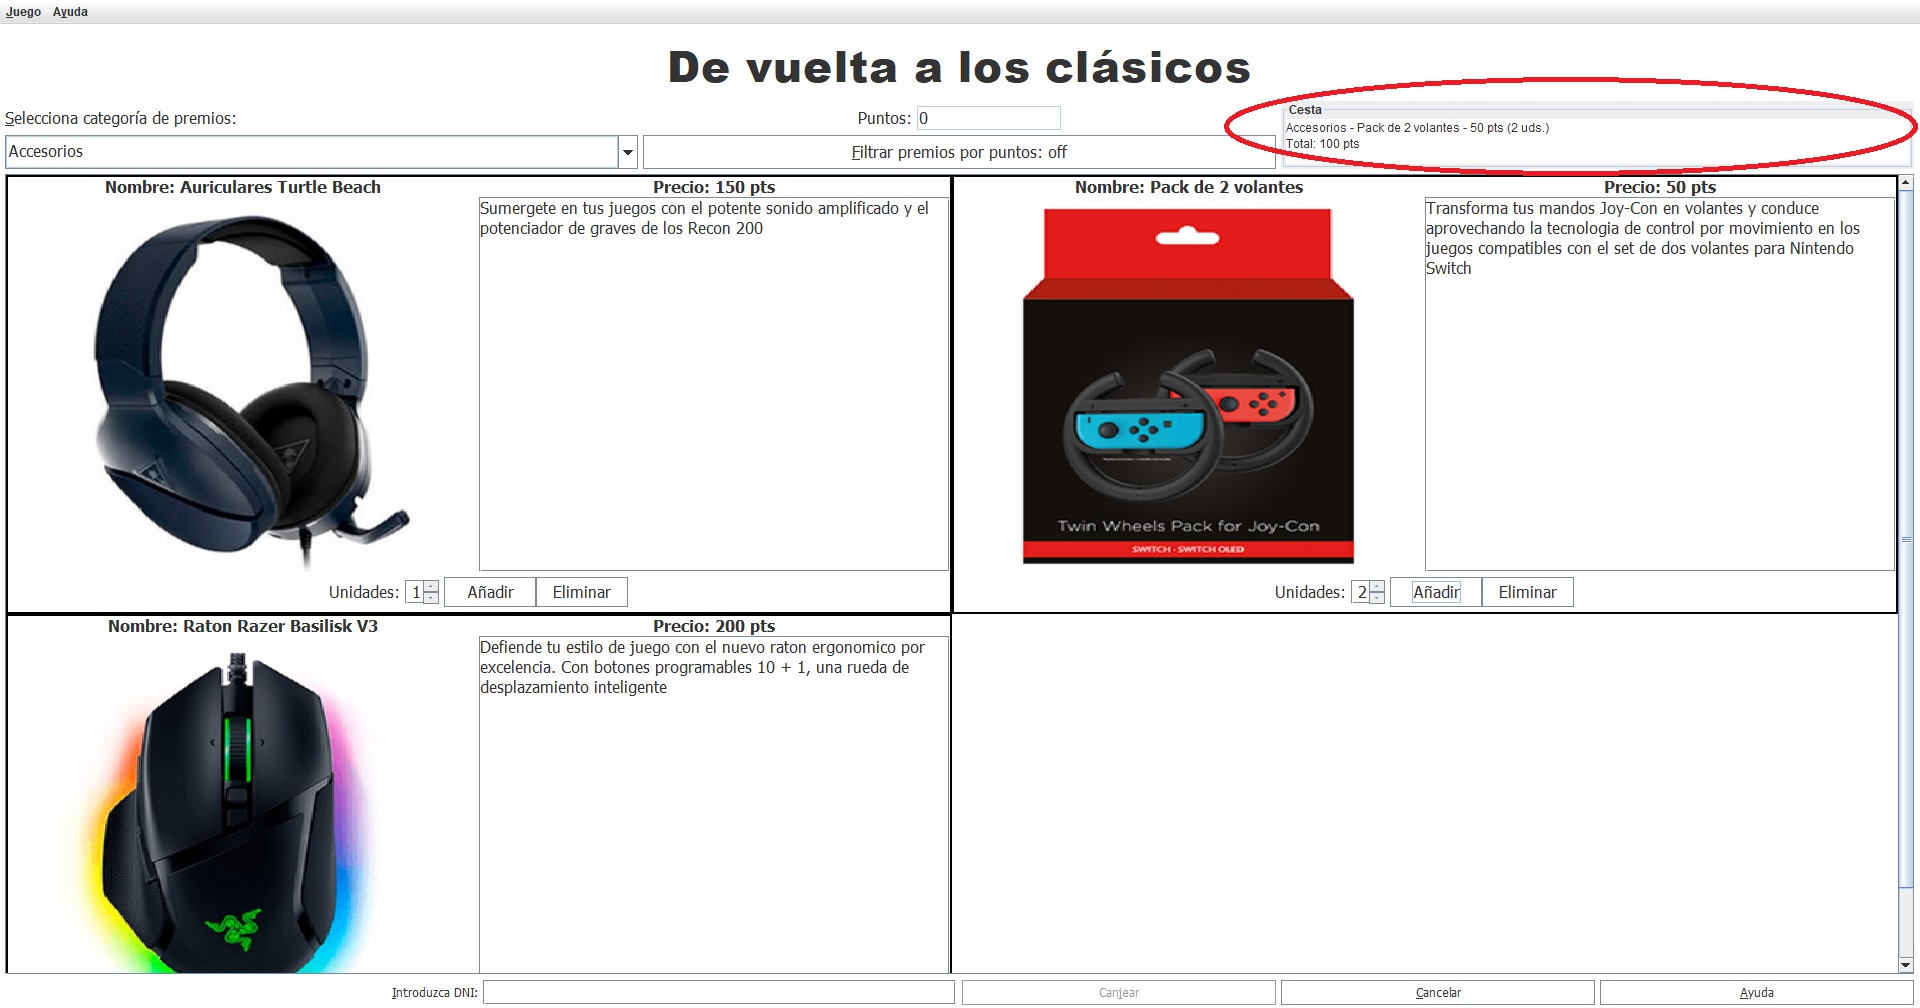 Juego Ayuda
De vuelta a los clásicos
Selecciona categoría de premios:
Puntos: 0
Accesorios
Filtrar premios por puntos: off
Cesta
Accesorios - Pack de 2 volantes - 50 pts (2 uds.)
Total: 100 pts
Nombre: Auriculares Turtle Beach
Precio: 150 pts
Sumergete en tus juegos con el potente sonido amplificado y el
potenciador de graves de los Recon 200
Unidades: 1 Añadir Eliminar
Nombre: Pack de 2 volantes
Precio: 50 pts
Transforma tus mandos Joy-Con en volantes y conduce
aprovechando la tecnologia de control por movimiento en los
juegos compatibles con el set de dos volantes para Nintendo
Switch
Twin Wheels Pack for Joy-Con
SWITCH - SWITCH OLED
Unidades: 2 Añadir Eliminar
Nombre: Raton Razer Basilisk V3
Precio: 200 pts
Defiende tu estilo de juego con el nuevo raton ergonomico por
excelencia. Con botones programables 10 + 1, una rueda de
desplazamiento inteligente
Introduzca DNI:
Canjear
Cancelar
Ayuda